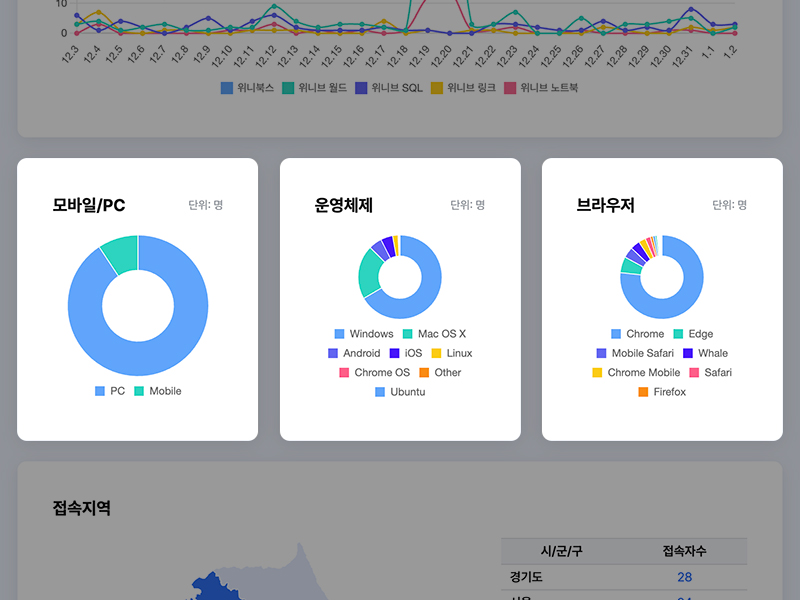 10
0
12.3 12.4 12.5 12.6 12.7 12.8 12.9 12.10 12.11 12.12 12.13 12.14 12.15 12.16 12.17 12.18 12.19 12.20 12.21 12.22 12.23 12.24 12.25 12.26 12.27 12.28 12.29 12.30 12.31 1.1 1.2
위니북스 위니브 월드 위니브 SQL 위니브 링크 위니브 노트북
모바일/PC 단위: 명
PC Mobile
운영체제 단위: 명
Windows Mac OS X
Android iOS Linux
Chrome OS Other
Ubuntu
브라우저 단위: 명
Chrome Edge
Mobile Safari Whale
Chrome Mobile Safari
Firefox
접속지역
시/군/구 접속자수
경기도 28